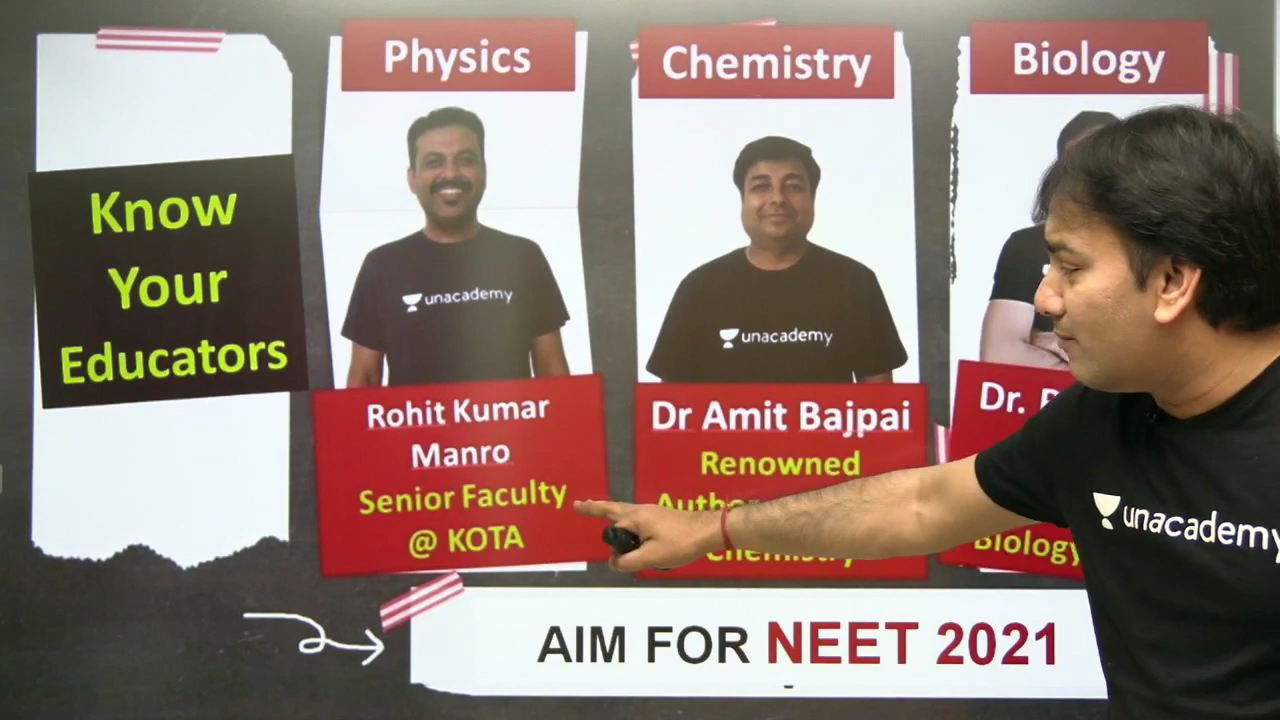 Know
Your
Educators
Physics
unacademy
Rohit Kumar
Manro
Senior Faculty
@ KOTA
Chemistry
unacademy
Dr Amit Bajpai
Renowned
Chemistry
Biology
Dr.
Biology
unacademy
AIM FOR NEET 2021